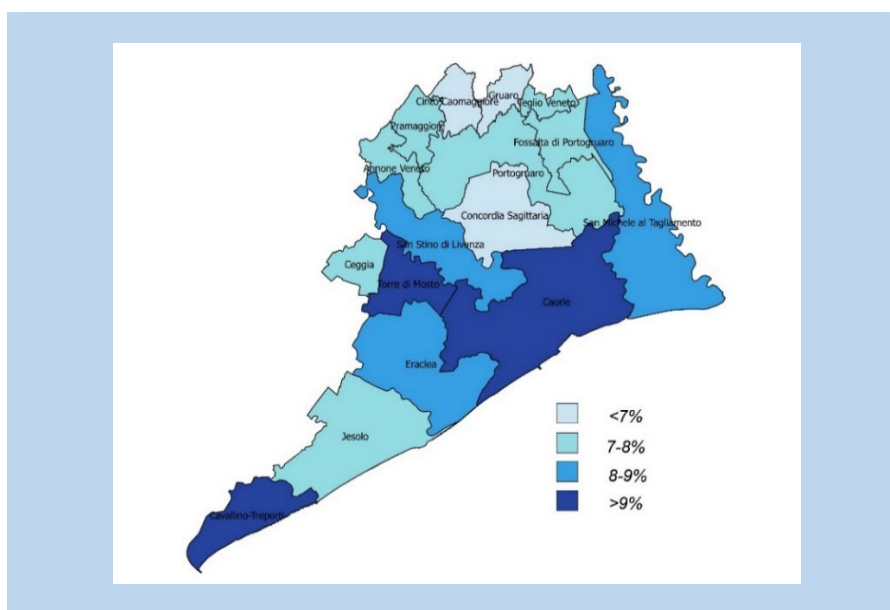 Cinto Caomaggiore
Gruaro
Teglio Veneto
Pramaggiore
Fossalta di Portogruaro
Annone Veneto
Portogruaro
Concordia Sagittaria
San Michele al Tagliamento
San Stino di Livenza
Ceggia
Torre di Mosto
Caorle
Eraclea
Jesolo
Cavallino-Treporti
<7%
7-8%
8-9%
>9%